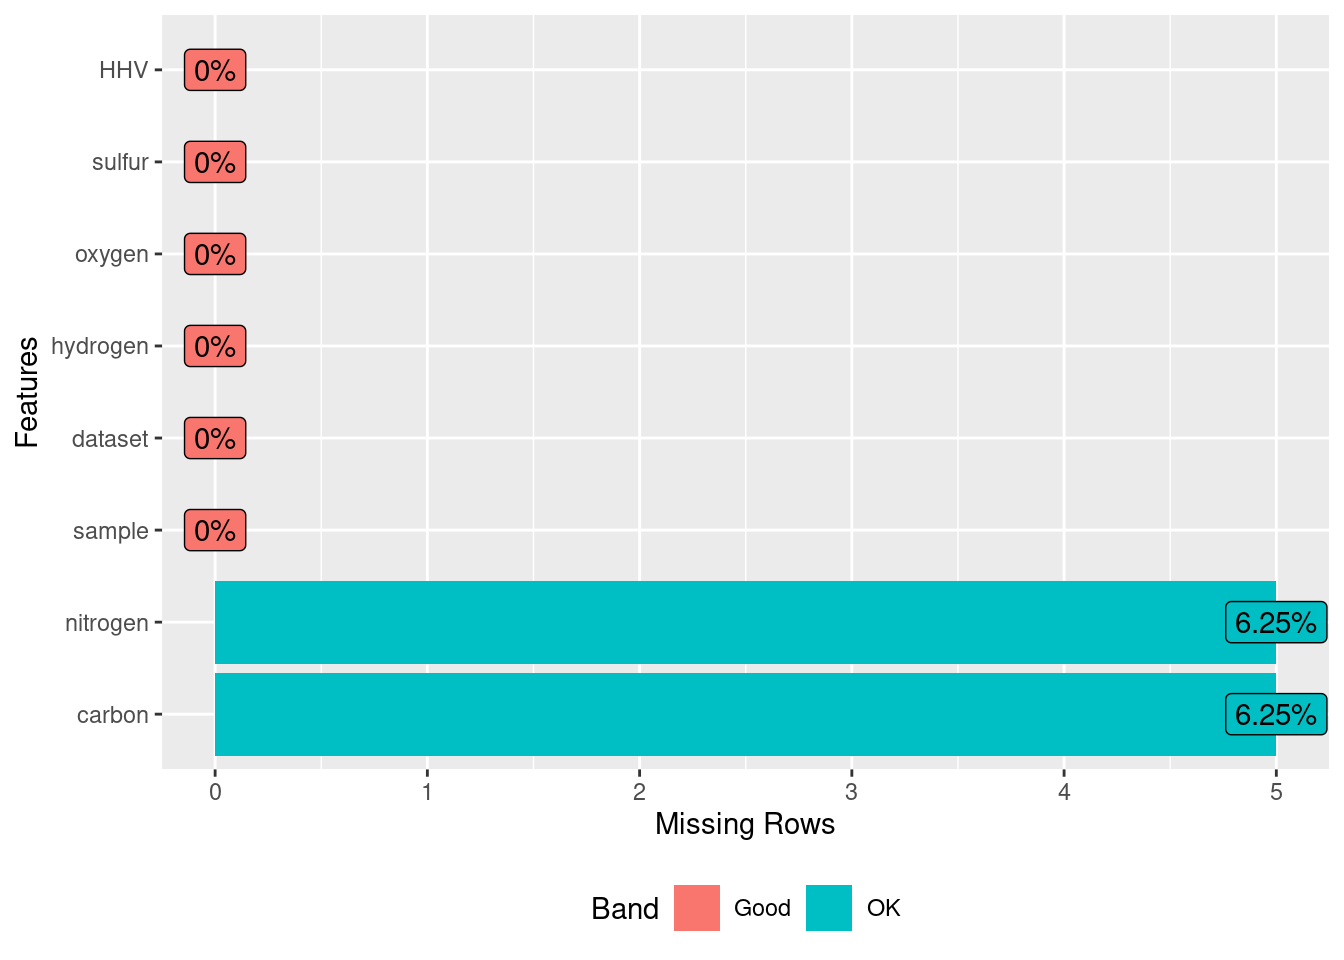 HHV 0%
sulfur 0%
oxygen 0%
hydrogen 0%
dataset 0%
sample 0%
nitrogen 6.25%
carbon 6.25%
Features
0 1 2 3 4 5
Missing Rows
Band Good OK